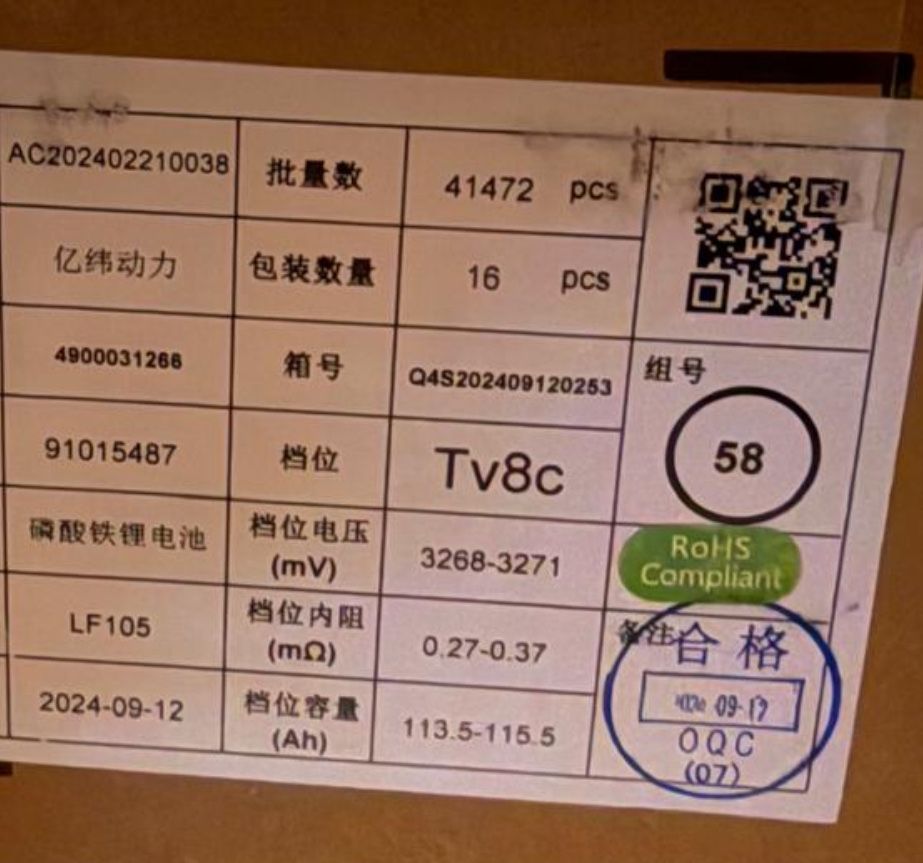 AC202402210038 批量数 41472 pcs
亿纬动力 包装数量 16 pcs
4900031266 箱号 Q4S202409120253 组号
58
91015487 档位 Tv8c
磷酸铁锂电池 档位电压 (mV) 3268-3271 RoHS Compliant
LF105 档位内阻 (mΩ) 0.27-0.37 备注
合格
2024-09-12 档位容量 (Ah) 113.5-115.5
OQC
(07)